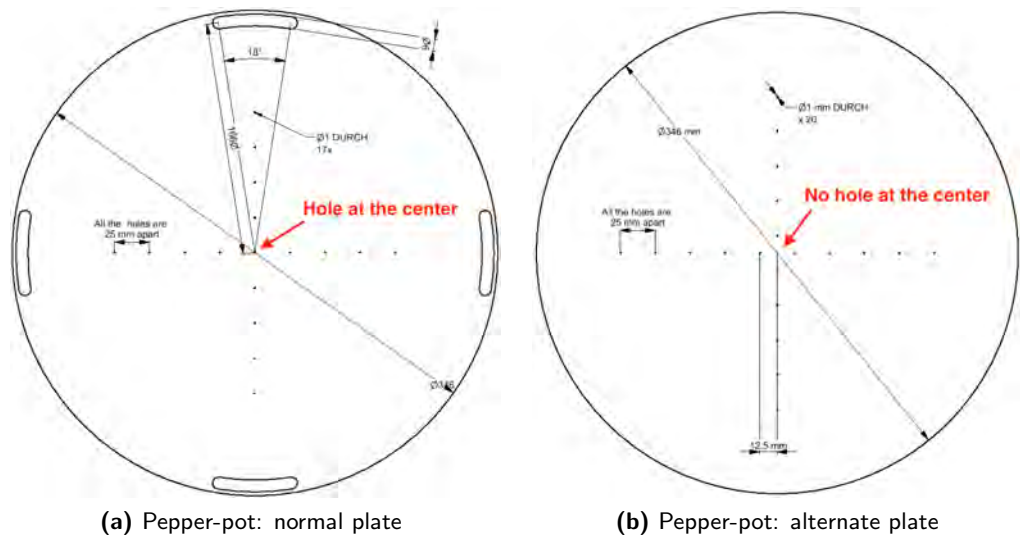 18°
Ø6
Ø166
Ø1 DURCH
17x
Hole at the center
All the holes are
25 mm apart
Ø346
(a) Pepper-pot: normal plate
Ø1 mm DURCH
x 20
Ø346 mm
No hole at the center
All the holes are
25 mm apart
12.5 mm
(b) Pepper-pot: alternate plate